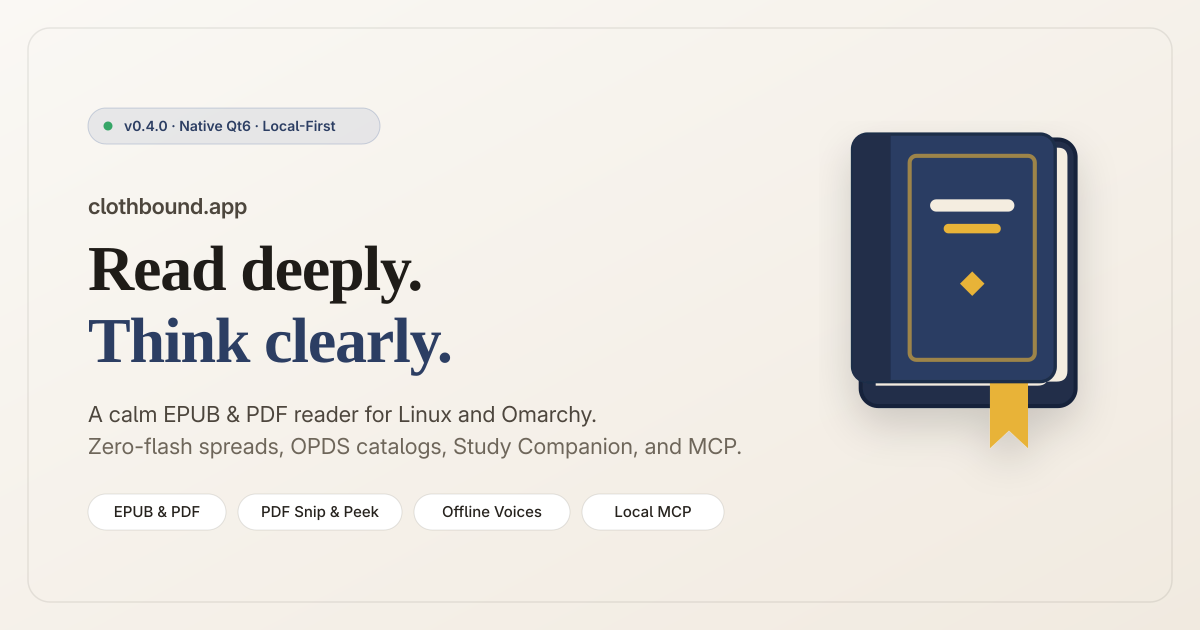 v0.4.0 · Native Qt6 · Local-First
clothbound.app
Read deeply.
Think clearly.
A calm EPUB & PDF reader for Linux and Omarchy.
Zero-flash spreads, OPDS catalogs, Study Companion, and MCP.
EPUB & PDF
PDF Snip & Peek
Offline Voices
Local MCP